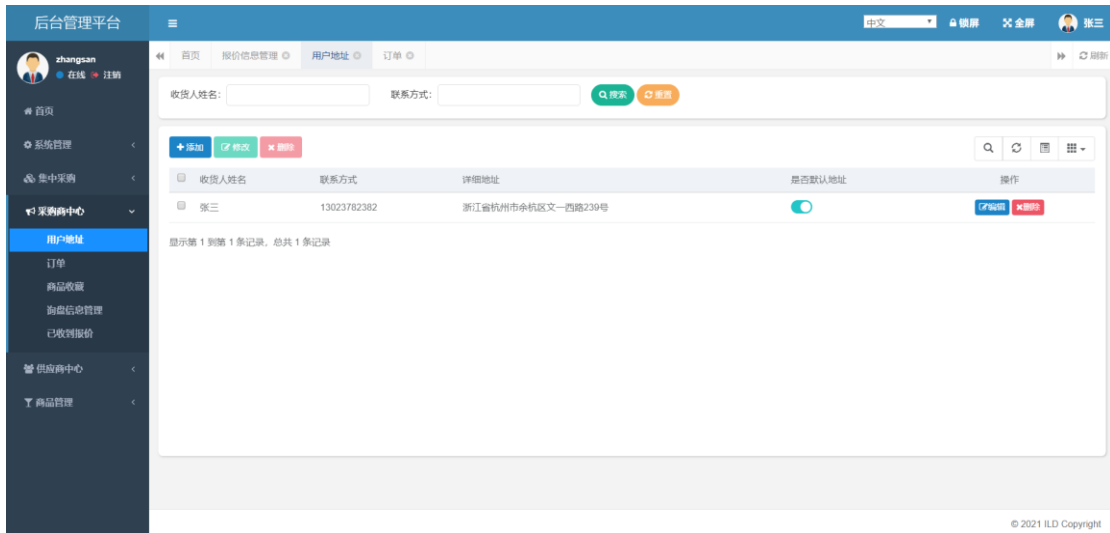 后台管理平台
中文
锁屏
全屏
张三
zhangsan
在线
注销
首页
报价信息管理
用户地址
订单
刷新
收货人姓名:
联系方式:
搜索
重置
首页
系统管理
集中采购
采购商中心
用户地址
订单
商品收藏
询盘信息管理
已收到报价
供应商中心
商品管理
添加
修改
删除
收货人姓名 联系方式 详细地址 是否默认地址 操作
张三 13023782382 浙江省杭州市余杭区文一西路239号 编辑 删除
显示第 1 到第 1 条记录，总共 1 条记录
© 2021 ILD Copyright